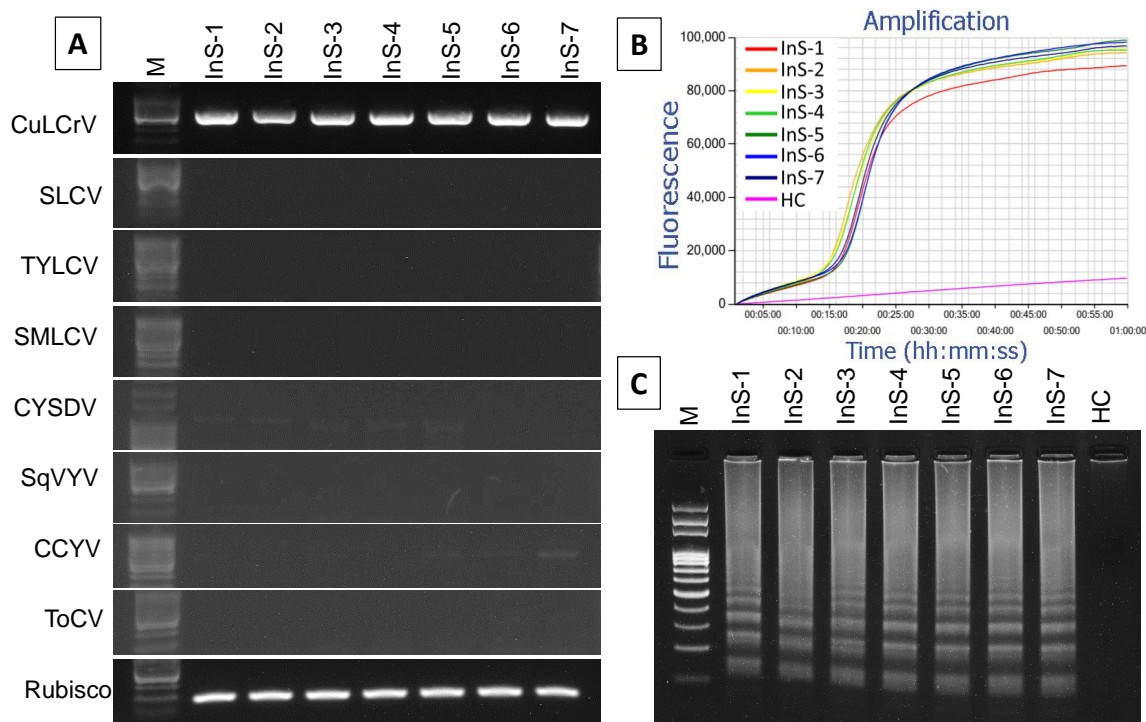 A
M
InS-1
InS-2
InS-3
InS-4
InS-5
InS-6
InS-7
CuLCrV
SLCV
TYLCV
SMLCV
CYSDV
SqVYV
CCYV
ToCV
Rubisco
B
Amplification
Fluorescence
100,000
80,000
60,000
40,000
20,000
0
InS-1
InS-2
InS-3
InS-4
InS-5
InS-6
InS-7
HC
00:05:00 00:15:00 00:25:00 00:35:00 00:45:00 00:55:00
00:10:00 00:20:00 00:30:00 00:40:00 00:50:00 01:00:00
Time (hh:mm:ss)
C
M
InS-1
InS-2
InS-3
InS-4
InS-5
InS-6
InS-7
HC